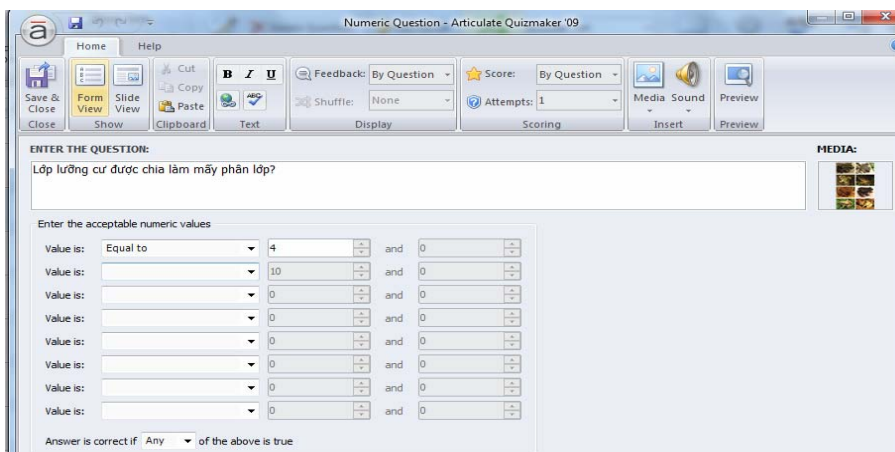 Numeric Question - Articulate Quizmaker '09
Home Help
Save & Close
Form View
Slide View
Cut
Copy
Paste
B I U
ABC
Feedback: By Question
Shuffle: None
Score: By Question
Attempts: 1
Media
Sound
Preview
Close Show Clipboard Text Display Scoring Insert Preview
ENTER THE QUESTION:
MEDIA:
Lớp lưỡng cư được chia làm mấy phân lớp?
Enter the acceptable numeric values
Value is: Equal to 4 and 0
Value is: 10 and 0
Value is: 0 and 0
Value is: 0 and 0
Value is: 0 and 0
Value is: 0 and 0
Value is: 0 and 0
Value is: 0 and 0
Answer is correct if Any of the above is true